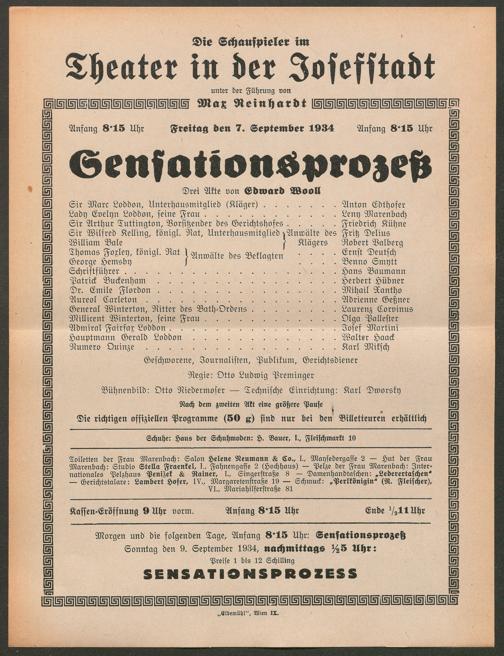 Die Schauspieler im
Theater in der Josefstadt
unter der Führung von
Max Reinhardt
Anfang 8·15 Uhr Freitag den 7. September 1934 Anfang 8·15 Uhr
Sensationsprozeß
Drei Akte von Edward Wooll
Sir Marc Loddon, Unterhausmitglied (Kläger) . . . . . . . Anton Edthofer
Lady Evelyn Loddon, seine Frau . . . . . . . . . . . Leny Marenbach
Sir Arthur Tuttington, Vorsitzender des Gerichtshofes . . . . . Friedrich Kühne
Sir Wilfred Kelling, königl. Rat, Unterhausmitglied } Anwälte des Fritz Delius
William Bale } Klägers . Robert Valberg
Thomas Foxley, königl. Rat } Anwälte des Beklagten . . . . . Ernst Deutsch
George Hemsby } . . . . . Benno Smytt
Schriftführer . . . . . . . . . . . . . . . Hans Baumann
Patrick Buckenham . . . . . . . . . . . . . Herbert Hübner
Dr. Emile Flordon . . . . . . . . . . . . . Mihail Xantho
Aureol Carleton . . . . . . . . . . . . . . Adrienne Geßner
General Winterton, Ritter des Bath-Ordens . . . . . . . Laurenz Corvinus
Millicent Winterton, seine Frau . . . . . . . . . . Olga Pallester
Admiral Fairfax Loddon . . . . . . . . . . . . Josef Martini
Hauptmann Gerald Loddon . . . . . . . . . . . Walter Haack
Numero Quinze . . . . . . . . . . . . . . Karl Mitsch
Geschworene, Journalisten, Publikum, Gerichtsdiener
Regie: Otto Ludwig Preminger
Bühnenbild: Otto Niedermoser — Technische Einrichtung: Karl Dworsky
Nach dem zweiten Akt eine größere Pause
Die richtigen offiziellen Programme (50 g) sind nur bei den Billetteuren erhältlich
Schuhe: Haus der Schuhmoden: H. Bauer, I., Fleischmarkt 10
Toiletten der Frau Marenbach: Salon Helene Neumann & Co., I., Maysedergasse 2 — Hut der Frau
Marenbach: Studio Stella Fraenkel, I., Fahnengasse 2 (Hochhaus) — Pelze der Frau Marenbach: Inter-
nationales Pelzhaus Penizek & Rainer, I., Singerstraße 8 — Damenhandtaschen: „Lederertaschen“
— Gerichtstalare: Lambert Hofer, IV., Margaretenstraße 19 — Schmuck: „Perlkönigin“ (R. Fleischer),
VI., Mariahilferstraße 81
Kassen-Eröffnung 9 Uhr vorm. Anfang 8·15 Uhr Ende ½11 Uhr
Morgen und die folgenden Tage, Anfang 8·15 Uhr: Sensationsprozeß
Sonntag den 9. September 1934, nachmittags ½5 Uhr:
Preise 1 bis 12 Schilling
SENSATIONSPROZESS
„Elbemühl“, Wien IX.